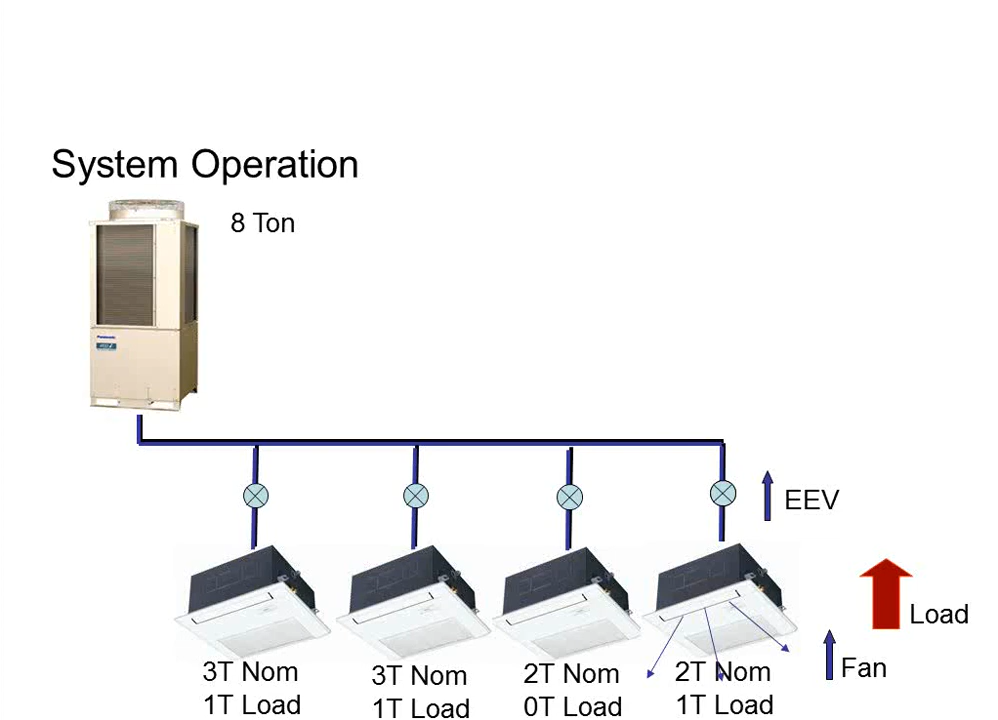 System Operation
8 Ton
Panasonic
EEV
Load
Fan
3T Nom
1T Load
3T Nom
1T Load
2T Nom
0T Load
2T Nom
1T Load